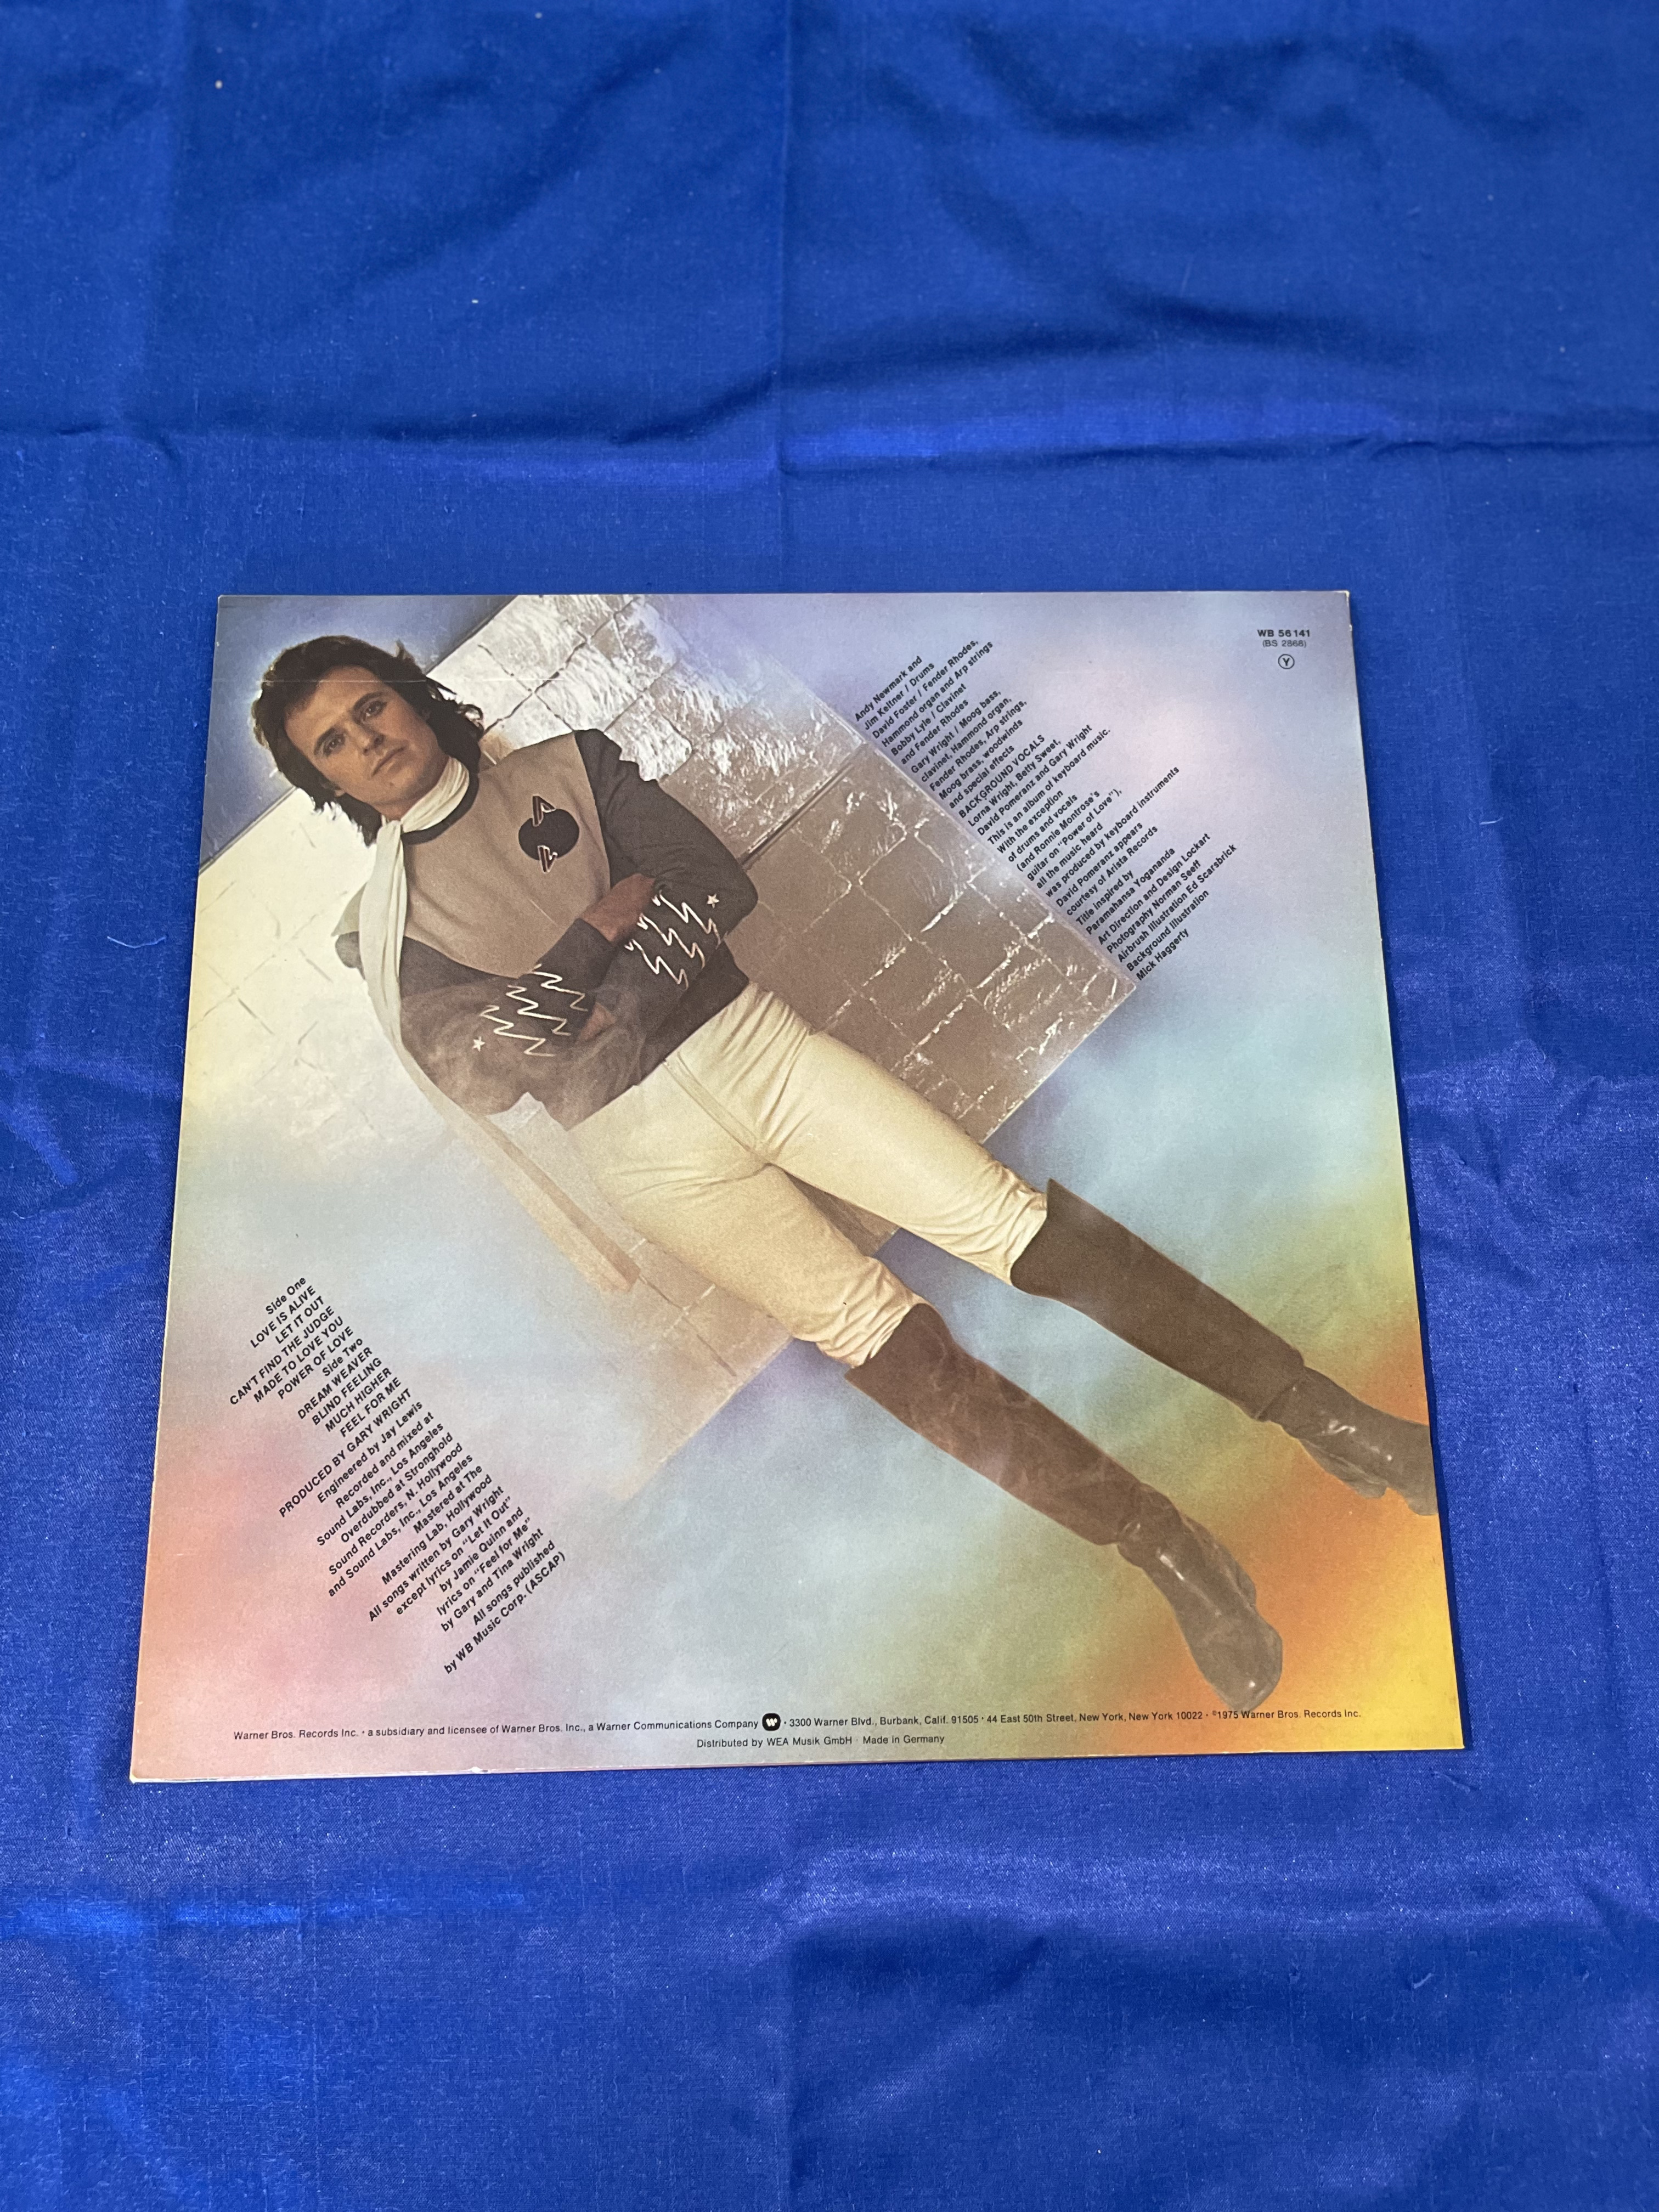 WB 56 141
(BS 2868)
Y
Andy Newmark and
Jim Keltner / Drums
David Foster / Fender Rhodes,
Hammond organ and Arp strings
Bobby Lyle / Clavinet
and Fender Rhodes
Gary Wright / Moog bass,
clavinet, Hammond organ,
Fender Rhodes, Arp strings,
Moog brass, woodwinds
and special effects
BACKGROUND VOCALS
Lorna Wright, Betty Sweet,
David Pomeranz and Gary Wright
This is an album of keyboard music.
With the exception
of drums and vocals
(and Ronnie Montrose's
guitar on "Power of Love"),
all the music heard
was produced by keyboard instruments
David Pomeranz appears
courtesy of Arista Records
Title inspired by
Paramahansa Yogananda
Art Direction and Design Lockart
Photography Norman Seeff
Airbrush Illustration Ed Scarisbrick
Background Illustration
Mick Haggerty
Side One
LOVE IS ALIVE
LET IT OUT
CAN'T FIND THE JUDGE
MADE TO LOVE YOU
POWER OF LOVE
Side Two
DREAM WEAVER
BLIND FEELING
MUCH HIGHER
FEEL FOR ME
PRODUCED BY GARY WRIGHT
Engineered by Jay Lewis
Recorded and mixed at
Sound Labs, Inc., Los Angeles
Overdubbed at Stronghold
Sound Recorders, N. Hollywood
and Sound Labs, Inc., Los Angeles
Mastered at The
Mastering Lab, Hollywood
All songs written by Gary Wright
except lyrics on "Let It Out"
by Jamie Quinn and
lyrics on "Feel for Me"
by Gary and Tina Wright
All songs published
by WB Music Corp. (ASCAP)
Warner Bros. Records Inc. · a subsidiary and licensee of Warner Bros. Inc., a Warner Communications Company · 3300 Warner Blvd., Burbank, Calif. 91505 · 44 East 50th Street, New York, New York 10022 · ©1975 Warner Bros. Records Inc.
Distributed by WEA Musik GmbH · Made in Germany